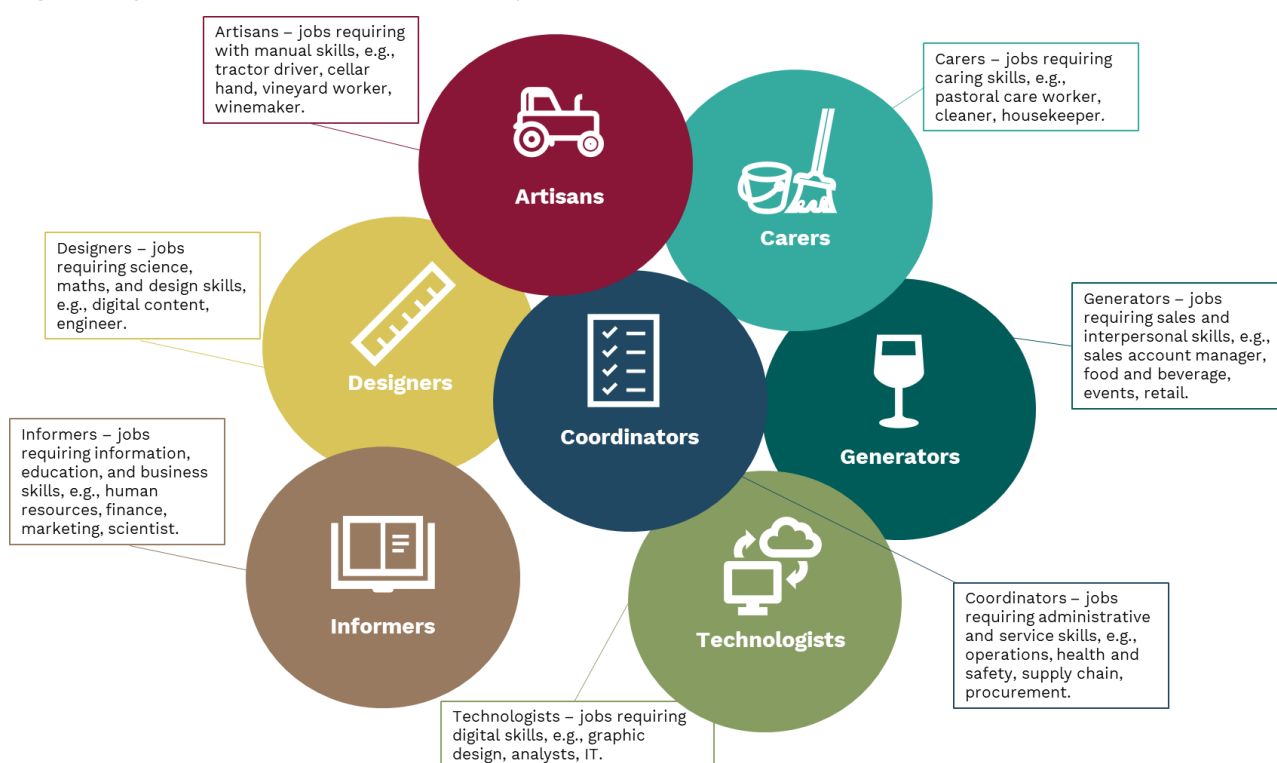 Artisans – jobs requiring
with manual skills, e.g.,
tractor driver, cellar
hand, vineyard worker,
winemaker.
Carers – jobs requiring
caring skills, e.g.,
pastoral care worker,
cleaner, housekeeper.
Artisans
Carers
Designers – jobs
requiring science,
maths, and design skills,
e.g., digital content,
engineer.
Generators – jobs
requiring sales and
interpersonal skills, e.g.,
sales account manager,
food and beverage,
events, retail.
Designers
Coordinators
Generators
Informers – jobs
requiring information,
education, and business
skills, e.g., human
resources, finance,
marketing, scientist.
Informers
Technologists
Coordinators – jobs
requiring administrative
and service skills, e.g.,
operations, health and
safety, supply chain,
procurement.
Technologists – jobs requiring
digital skills, e.g., graphic
design, analysts, IT.